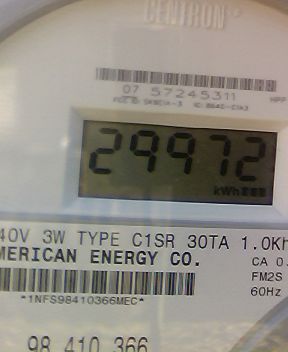 CENTRON®
07 57245311
29972
kWh
40V 3W TYPE C1SR 30TA 1.0Kh
MERICAN ENERGY CO.
CA 0.
FM2S
*1NFS98410366MEC*
60Hz
98 410 366